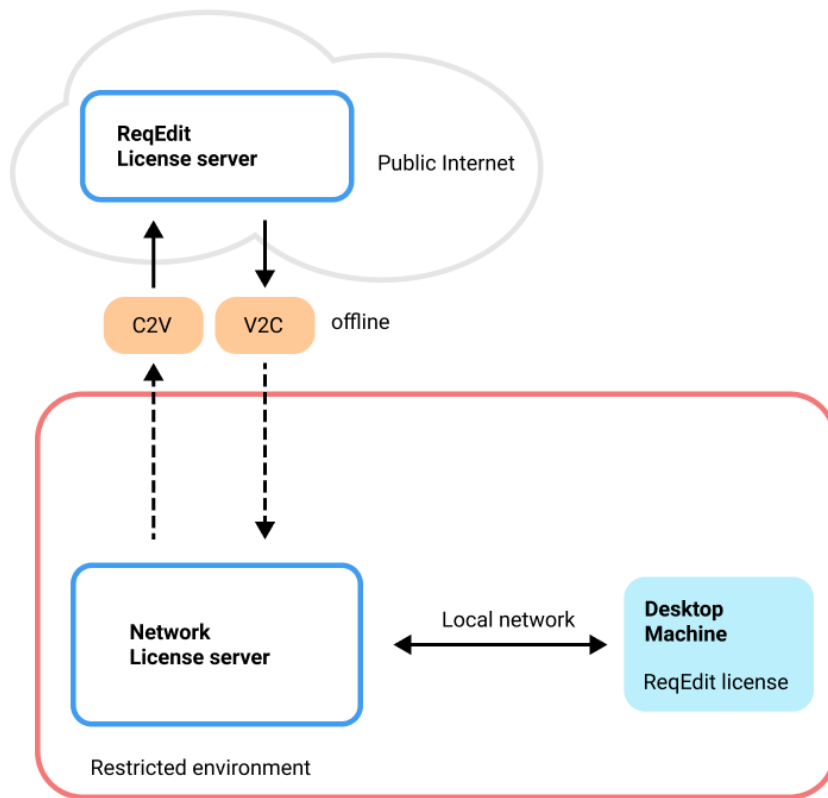 ReqEdit
License server
Public Internet
C2V
V2C
offline
Network
License server
Local network
Desktop
Machine
ReqEdit license
Restricted environment